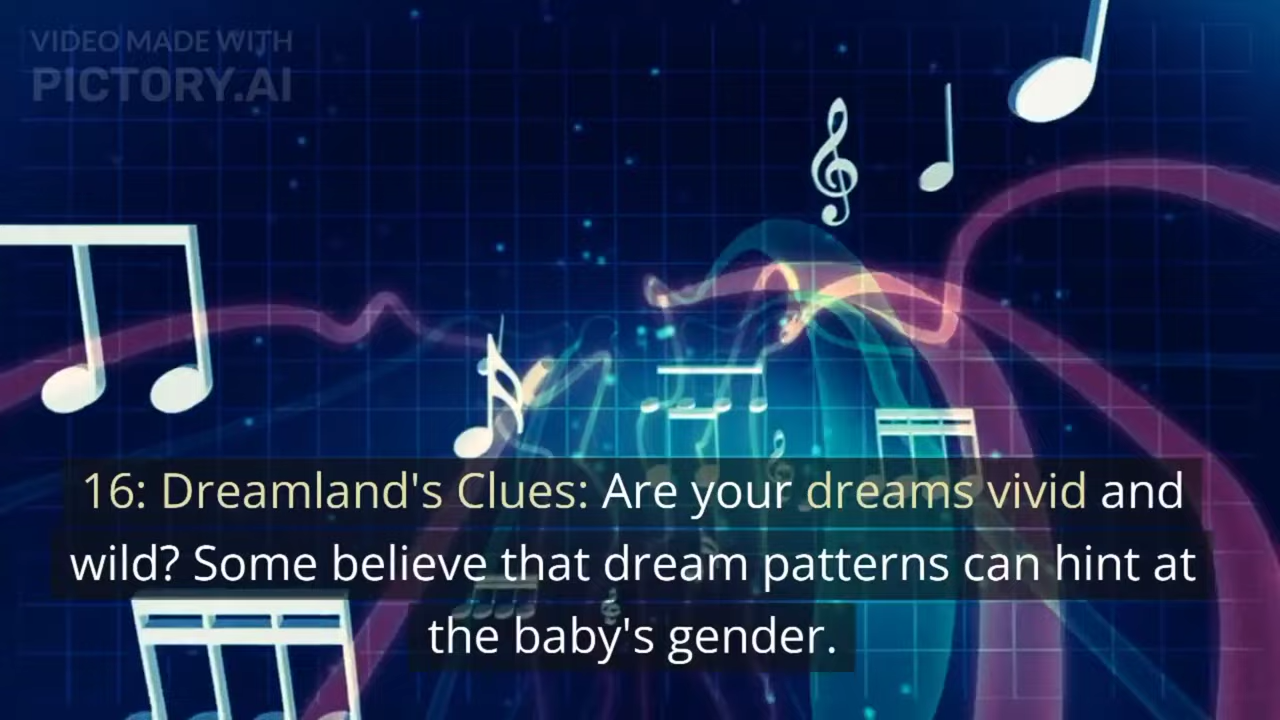 VIDEO MADE WITH
PICTORY.AI
16: Dreamland's Clues: Are your dreams vivid and
wild? Some believe that dream patterns can hint at
the baby's gender.